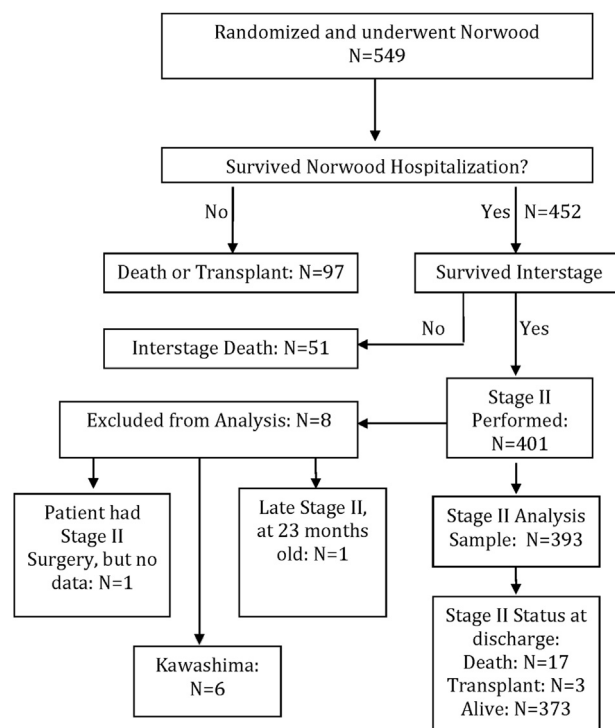 Randomized and underwent Norwood
N=549
Survived Norwood Hospitalization?
No
Yes
N=452
Death or Transplant: N=97
Survived Interstage
No
Yes
Interstage Death: N=51
Stage II
Performed:
N=401
Excluded from Analysis: N=8
Patient had
Stage II
Surgery, but no
data: N=1
Late Stage II,
at 23 months
old: N=1
Stage II Analysis
Sample: N=393
Kawashima:
N=6
Stage II Status at
discharge:
Death: N=17
Transplant: N=3
Alive: N=373